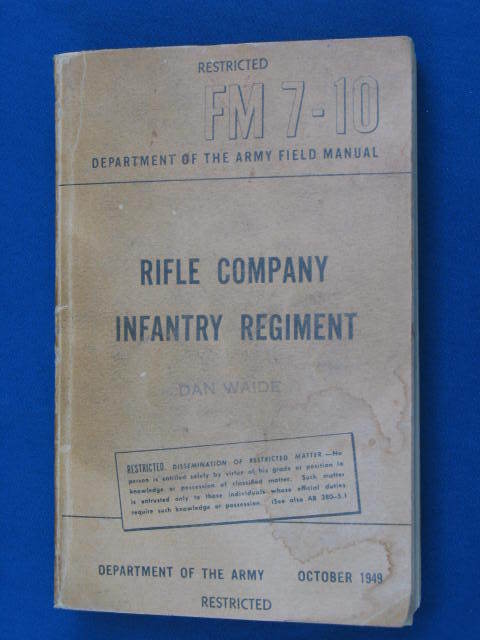 RESTRICTED
FM 7-10
DEPARTMENT OF THE ARMY FIELD MANUAL
RIFLE COMPANY
INFANTRY REGIMENT
DAN WAIDE
RESTRICTED. DISSEMINATION OF RESTRICTED MATTER.—No
person is entitled solely by virtue of his grade or position to
knowledge or possession of classified matter. Such matter
is entrusted only to those individuals whose official duties
require such knowledge or possession. (See also AR 380-5.)
DEPARTMENT OF THE ARMY OCTOBER 1949
RESTRICTED